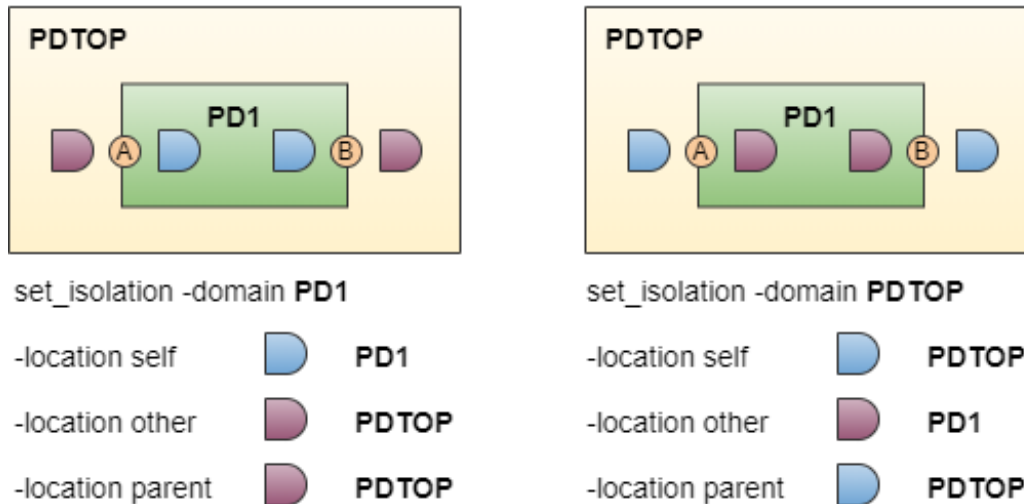 PDTOP
PD1
A
B
set_isolation -domain PD1
-location self PD1
-location other PDTOP
-location parent PDTOP
PDTOP
PD1
A
B
set_isolation -domain PDTOP
-location self PDTOP
-location other PD1
-location parent PDTOP